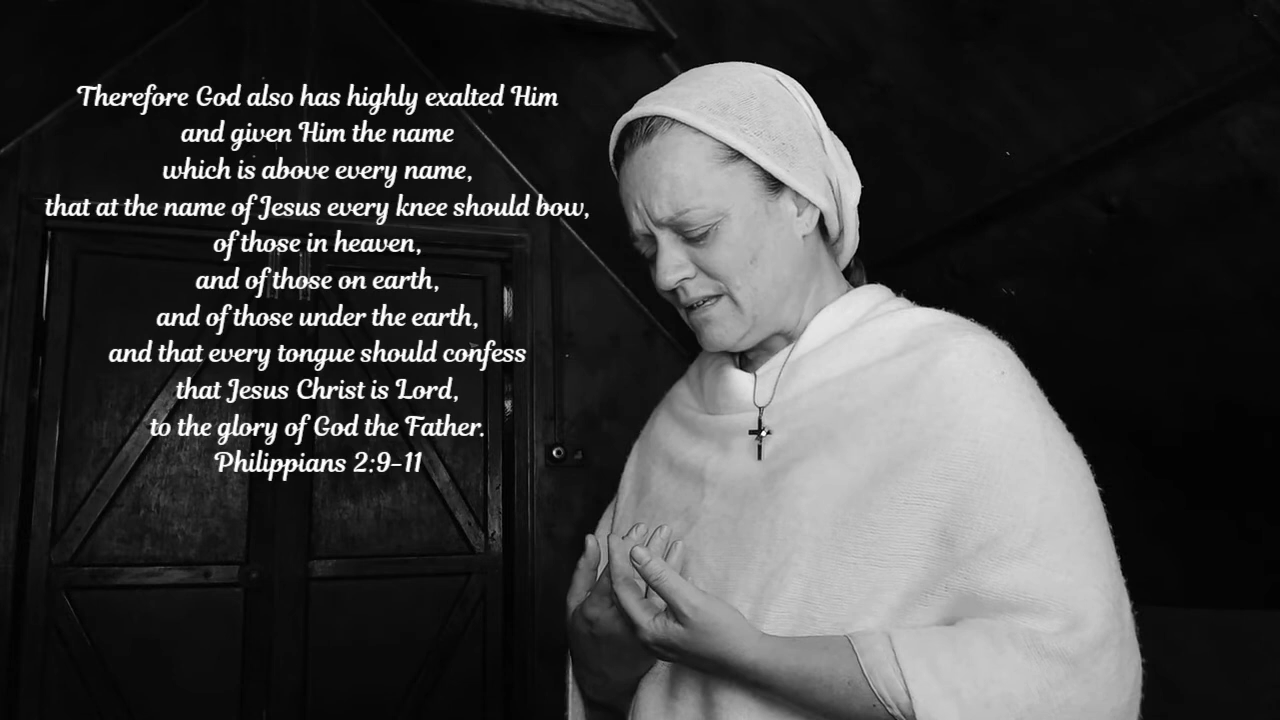 Therefore God also has highly exalted Him
and given Him the name
which is above every name,
that at the name of Jesus every knee should bow,
of those in heaven,
and of those on earth,
and of those under the earth,
and that every tongue should confess
that Jesus Christ is Lord,
to the glory of God the Father.
Philippians 2:9-11